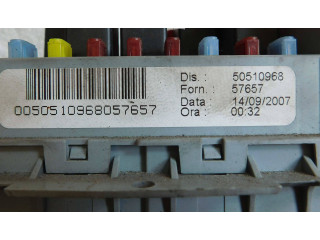 Dis. : 50510968
Forn. : 57657
Data : 14/09/2007
Ora : 00:32
0050510968057657